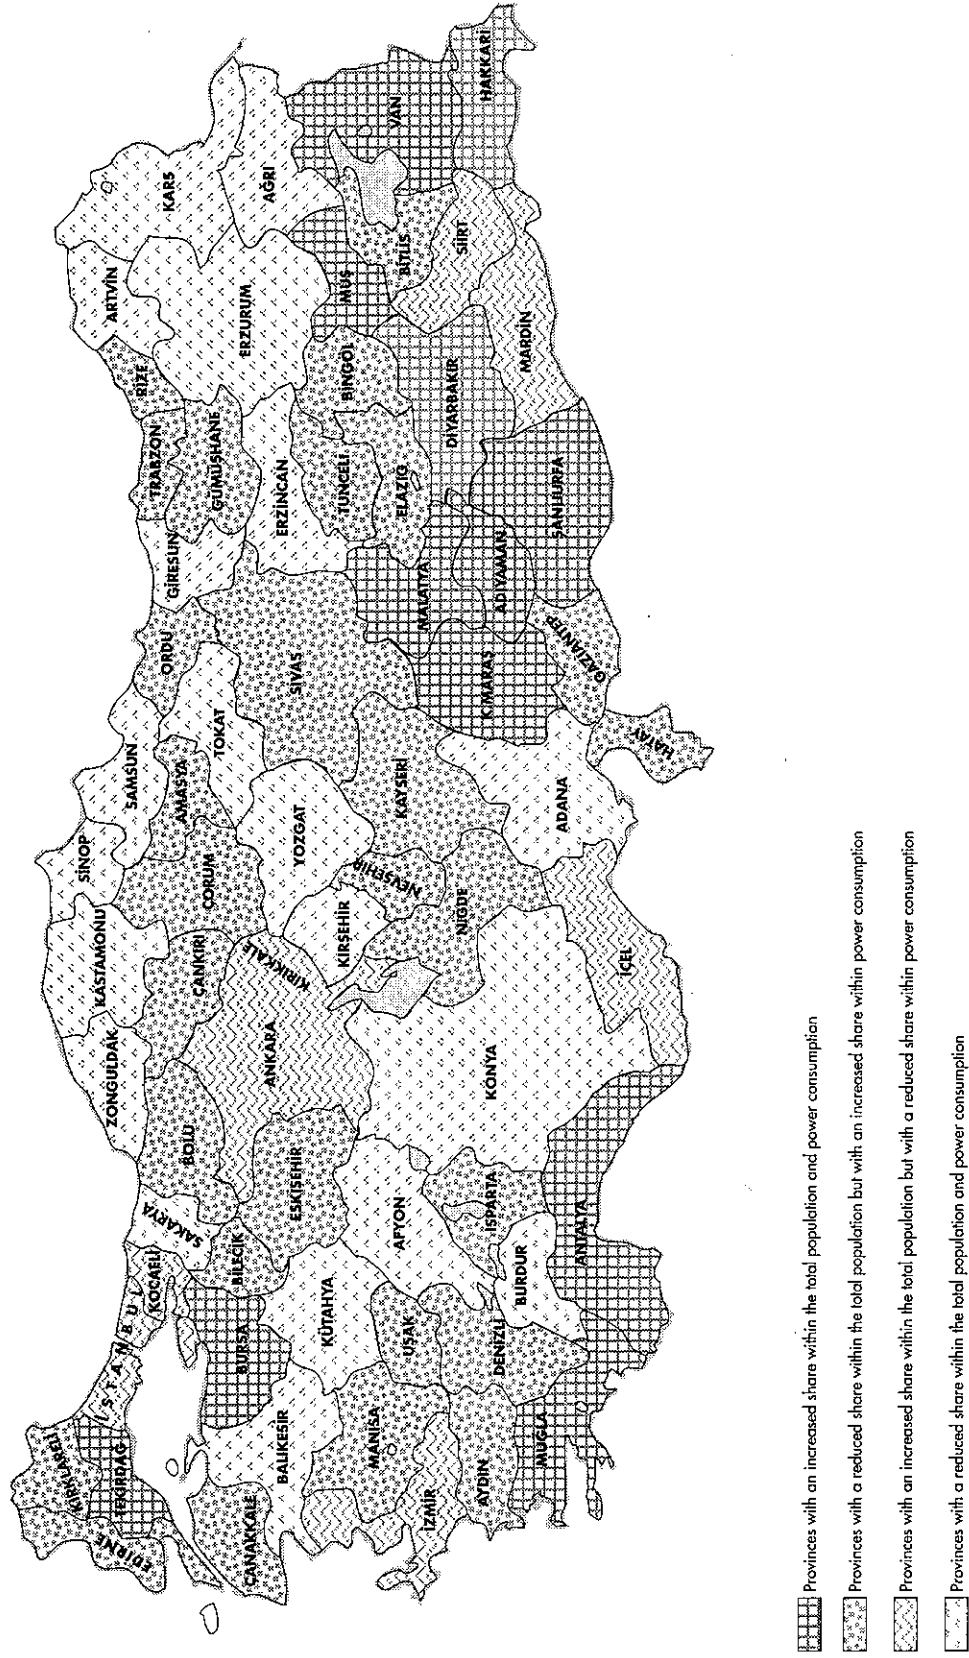 KIRKLARELİ
EDİRNE
TEKİRDAĞ
İSTANBUL
KOCAELİ
SAKARYA
ZONGULDAK
KASTAMONU
SİNOP
SAMSUN
ORDU
GİRESUN
TRABZON
RİZE
ARTVİN
KARS
ÇANAKKALE
BALIKESİR
BURSA
BİLECİK
BOLU
ÇANKIRI
ÇORUM
AMASYA
TOKAT
GÜMÜŞHANE
ERZURUM
AĞRI
KÜTAHYA
ESKİŞEHİR
ANKARA
KIRIKKALE
YOZGAT
SİVAS
ERZİNCAN
MANİSA
UŞAK
AFYON
KIRŞEHİR
NEVŞEHİR
KAYSERİ
TUNCELİ
BİNGÖL
MUŞ
VAN
İZMİR
AYDIN
DENİZLİ
ISPARTA
BURDUR
KONYA
NİĞDE
MALATYA
ELAZIĞ
BİTLİS
MUĞLA
ANTALYA
İÇEL
ADANA
K.MARAŞ
ADIYAMAN
DİYARBAKIR
SİİRT
HAKKARİ
HATAY
GAZİANTEP
ŞANLIURFA
MARDİN
Provinces with an increased share within the total population and power consumption
Provinces with a reduced share within the total population but with an increased share within power consumption
Provinces with an increased share within the total population but with a reduced share within power consumption
Provinces with a reduced share within the total population and power consumption